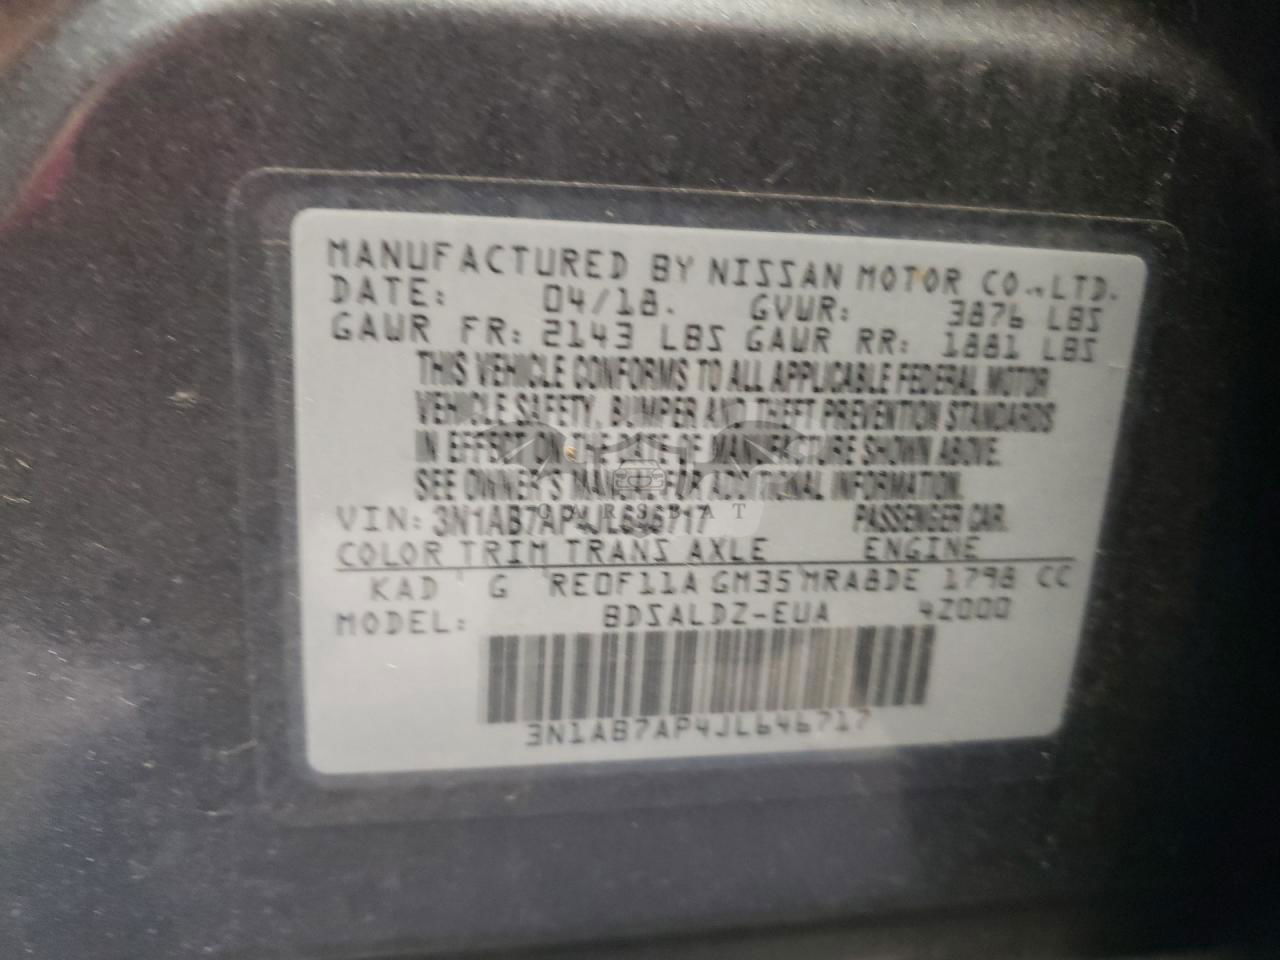 MANUFACTURED BY NISSAN MOTOR CO.,LTD.
DATE: 04/18. GVWR: 3876 LBS
GAWR FR: 2143 LBS GAWR RR: 1881 LBS
THIS VEHICLE CONFORMS TO ALL APPLICABLE FEDERAL MOTOR
VEHICLE SAFETY, BUMPER AND THEFT PREVENTION STANDARDS
IN EFFECT ON THE DATE OF MANUFACTURE SHOWN ABOVE.
SEE OWNER'S MANUAL FOR ADDITIONAL INFORMATION.
VIN: 3N1AB7AP4JL646717 PASSENGER CAR.
CARSBAT
COLOR TRIM TRANS AXLE ENGINE
KAD G RE0F11A GM35 MRA8DE 1798 CC
MODEL: BDSALDZ-EUA 42000
3N1AB7AP4JL646717